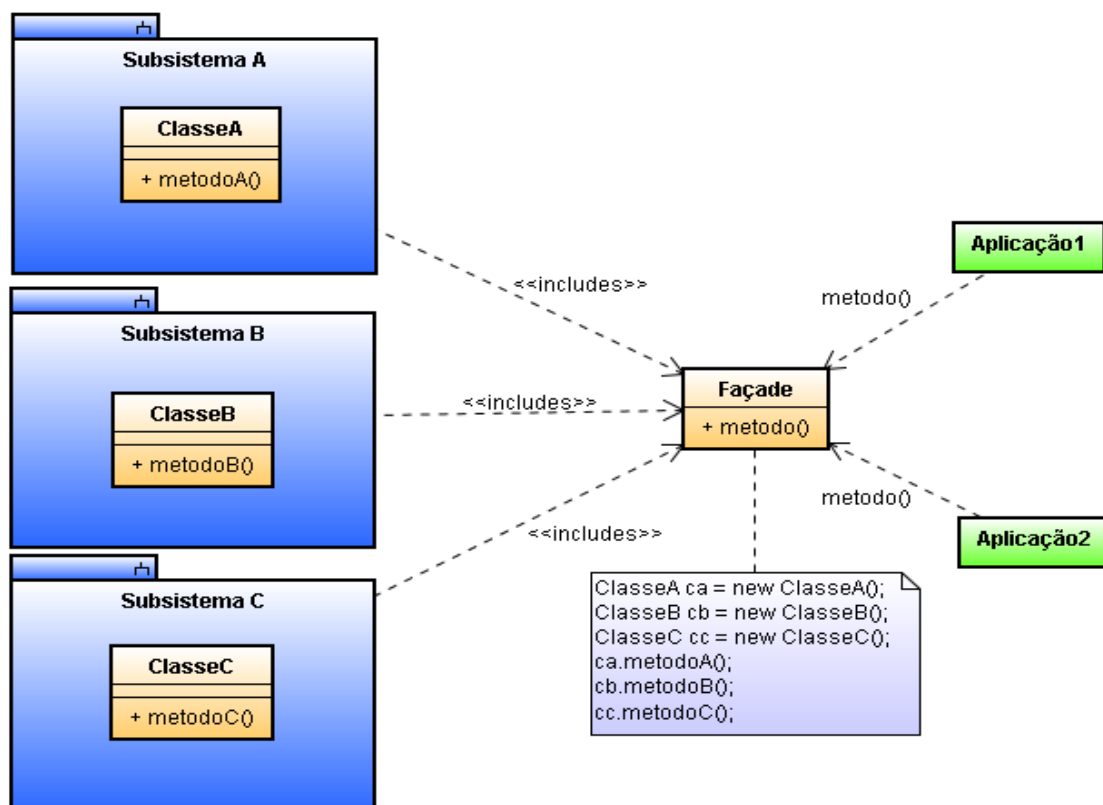 Subsistema A
ClasseA
+ metodoA()
<<includes>>
Subsistema B
ClasseB
+ metodoB()
<<includes>>
Subsistema C
ClasseC
+ metodoC()
<<includes>>
Façade
+ metodo()
Aplicação1
metodo()
metodo()
Aplicação2
ClasseA ca = new ClasseA();
ClasseB cb = new ClasseB();
ClasseC cc = new ClasseC();
ca.metodoA();
cb.metodoB();
cc.metodoC();